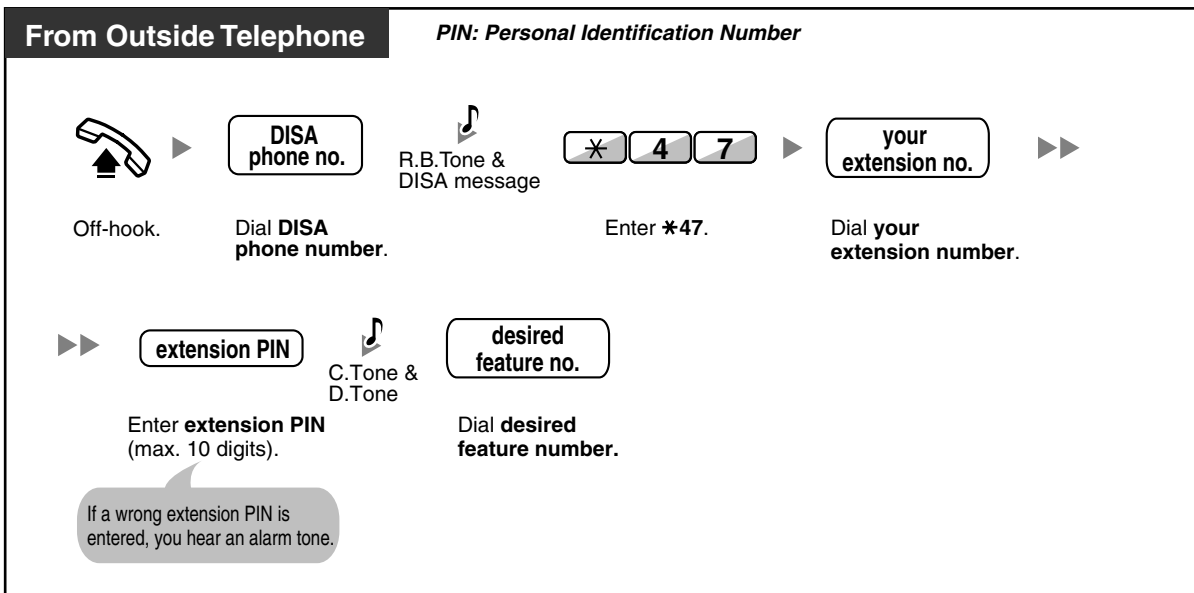 From Outside Telephone
PIN: Personal Identification Number
DISA
phone no.
R.B.Tone &
DISA message
✱ 4 7
your
extension no.
Off-hook.
Dial DISA
phone number.
Enter ✱47.
Dial your
extension number.
extension PIN
C.Tone &
D.Tone
desired
feature no.
Enter extension PIN
(max. 10 digits).
Dial desired
feature number.
If a wrong extension PIN is
entered, you hear an alarm tone.